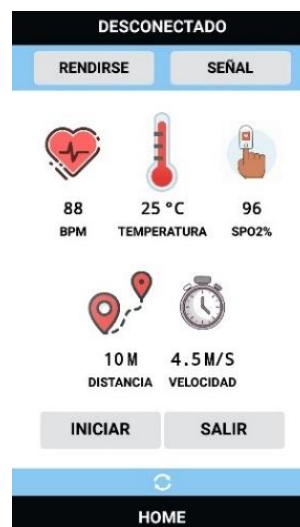 DESCONECTADO
RENDIRSE SEÑAL
88 25 °C 96
BPM TEMPERATURA SPO2%
10 M 4.5 M/S
DISTANCIA VELOCIDAD
INICIAR SALIR
HOME